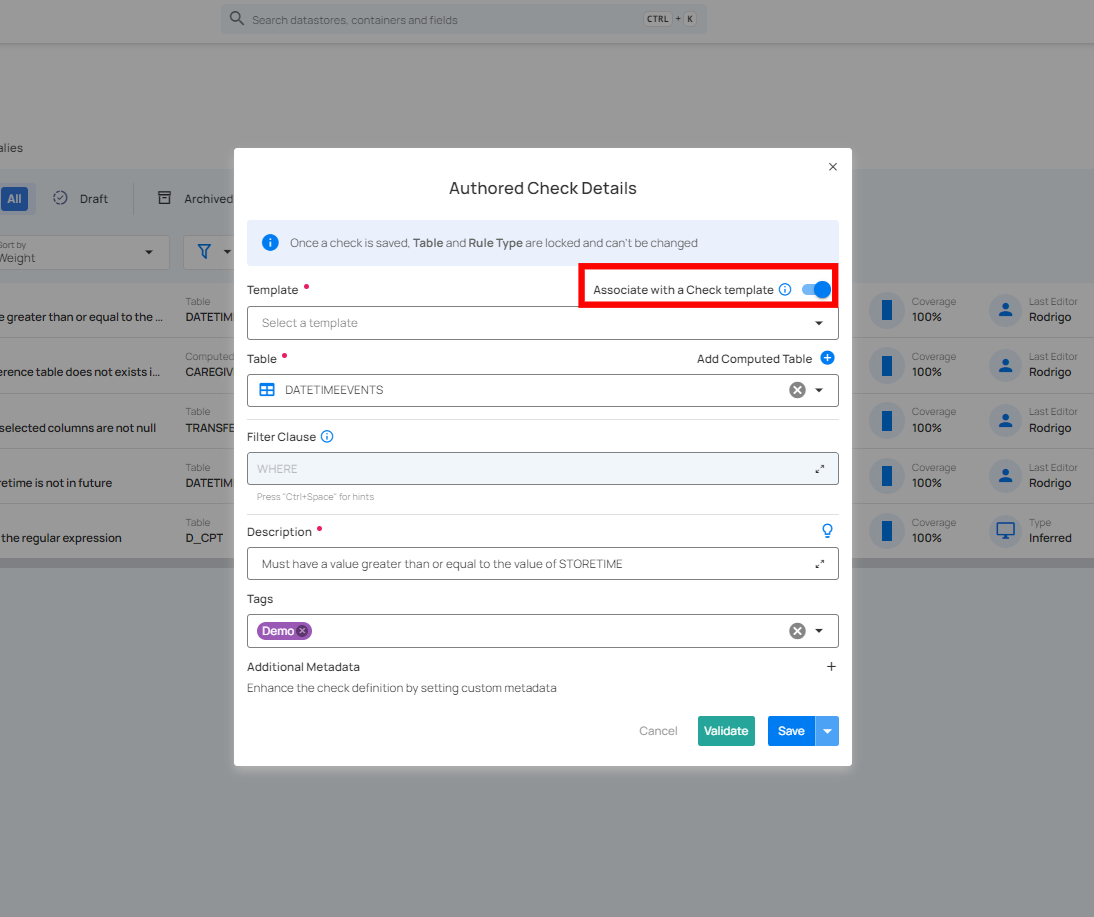 Search datastores, containers and fields CTRL + K
alies
All Draft Archived
Sort by
Weight
Authored Check Details
Once a check is saved, Table and Rule Type are locked and can't be changed
Template • Associate with a Check template
Select a template
Table • Add Computed Table
DATETIMEEVENTS
Filter Clause
WHERE
Press "Ctrl+Space" for hints
Description •
Must have a value greater than or equal to the value of STORETIME
Tags
Demo
Additional Metadata
Enhance the check definition by setting custom metadata
Cancel Validate Save
Table Coverage Last Editor
e greater than or equal to the ... DATETIM 100% Rodrigo
Computed Coverage Last Editor
erence table does not exists i... CAREGIV 100% Rodrigo
Table Coverage Last Editor
selected columns are not null TRANSFE 100% Rodrigo
Table Coverage Last Editor
retime is not in future DATETIM 100% Rodrigo
Table Coverage Type
the regular expression D_CPT 100% Inferred